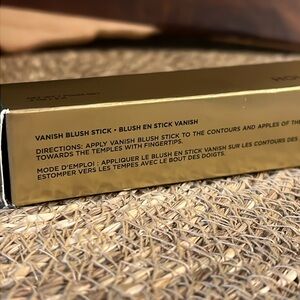 VANISH BLUSH STICK • BLUSH EN STICK VANISH
DIRECTIONS: APPLY VANISH BLUSH STICK TO THE CONTOURS AND APPLES OF THE
TOWARDS THE TEMPLES WITH FINGERTIPS.
MODE D'EMPLOI : APPLIQUER LE BLUSH EN STICK VANISH SUR LES CONTOURS DES
ESTOMPER VERS LES TEMPES AVEC LE BOUT DES DOIGTS.